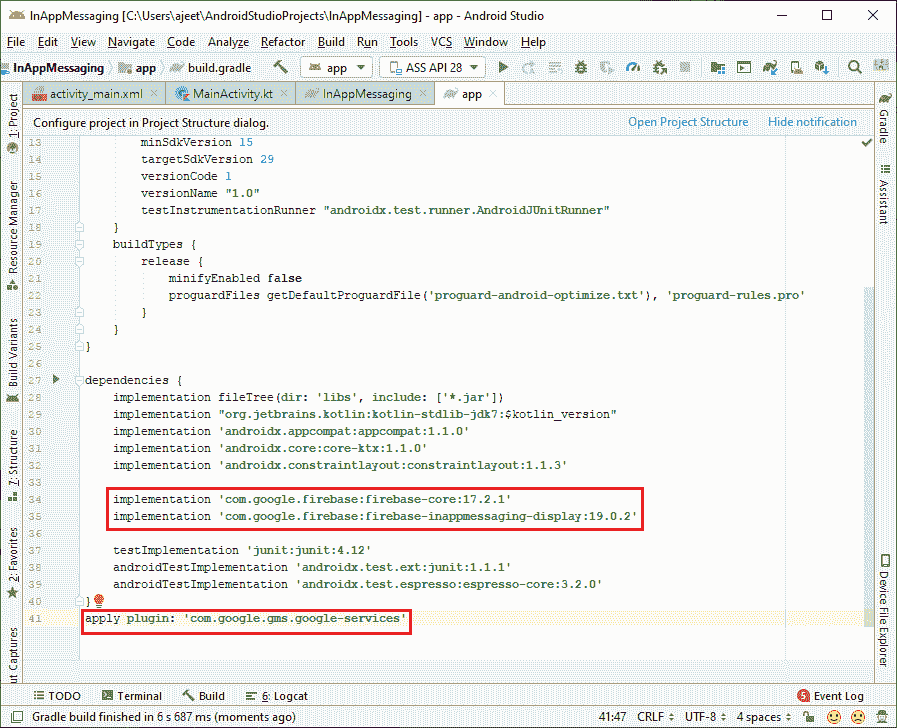 InAppMessaging [C:\Users\ajeet\AndroidStudioProjects\InAppMessaging] - app - Android Studio
File Edit View Navigate Code Analyze Refactor Build Run Tools VCS Window Help
InAppMessaging app build.gradle app ASS API 28
activity_main.xml MainActivity.kt InAppMessaging app
Configure project in Project Structure dialog. Open Project Structure Hide notification
13 minSdkVersion 15
14 targetSdkVersion 29
15 versionCode 1
16 versionName "1.0"
17 testInstrumentationRunner "androidx.test.runner.AndroidJUnitRunner"
18 }
19 buildTypes {
20 release {
21 minifyEnabled false
22 proguardFiles getDefaultProguardFile('proguard-android-optimize.txt'), 'proguard-rules.pro'
23 }
24 }
25 }
26
27 dependencies {
28 implementation fileTree(dir: 'libs', include: ['*.jar'])
29 implementation "org.jetbrains.kotlin:kotlin-stdlib-jdk7:$kotlin_version"
30 implementation 'androidx.appcompat:appcompat:1.1.0'
31 implementation 'androidx.core:core-ktx:1.1.0'
32 implementation 'androidx.constraintlayout:constraintlayout:1.1.3'
33
34 implementation 'com.google.firebase:firebase-core:17.2.1'
35 implementation 'com.google.firebase:firebase-inappmessaging-display:19.0.2'
36
37 testImplementation 'junit:junit:4.12'
38 androidTestImplementation 'androidx.test.ext:junit:1.1.1'
39 androidTestImplementation 'androidx.test.espresso:espresso-core:3.2.0'
40 }
41 apply plugin: 'com.google.gms.google-services'
1: Project
Resource Manager
Build Variants
7: Structure
2: Favorites
ut Captures
Gradle
Assistant
Device File Explorer
TODO Terminal Build 6: Logcat 5 Event Log
Gradle build finished in 6 s 687 ms (moments ago) 41:47 CRLF UTF-8 4 spaces